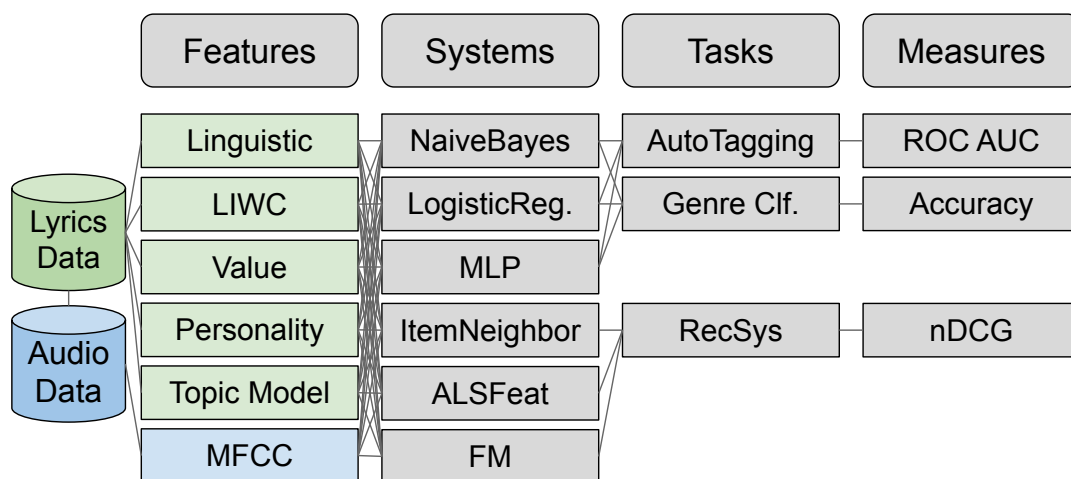 Features
Systems
Tasks
Measures
Linguistic
NaiveBayes
AutoTagging
ROC AUC
LIWC
LogisticReg.
Genre Clf.
Accuracy
Lyrics
Data
Value
MLP
Personality
ItemNeighbor
RecSys
nDCG
Audio
Data
Topic Model
ALSFeat
MFCC
FM